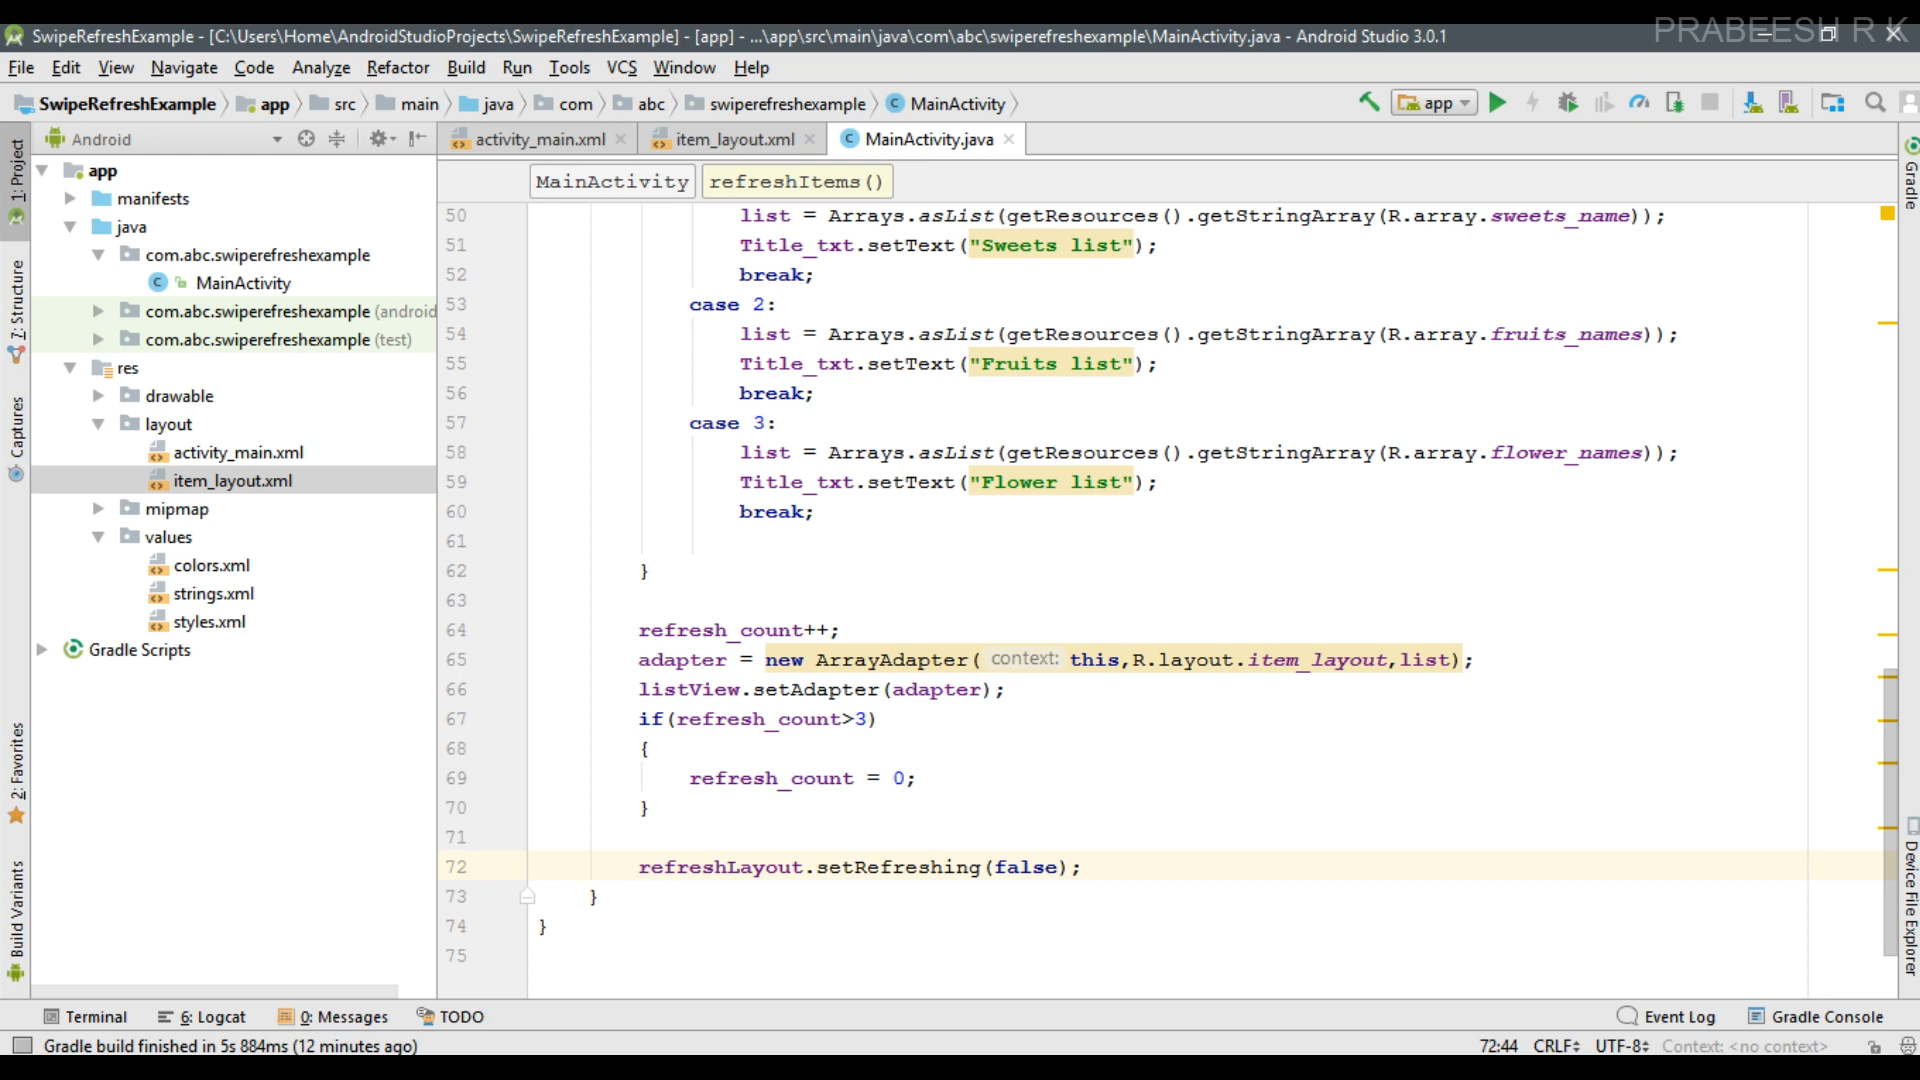 PRABEESH R K
SwipeRefreshExample - [C:\Users\Home\AndroidStudioProjects\SwipeRefreshExample] - [app] - ...\app\src\main\java\com\abc\swiperefreshexample\MainActivity.java - Android Studio 3.0.1
File Edit View Navigate Code Analyze Refactor Build Run Tools VCS Window Help
SwipeRefreshExample app src main java com abc swiperefreshexample MainActivity app
Android
activity_main.xml item_layout.xml MainActivity.java
MainActivity refreshItems()
1: Project
7: Structure
Captures
2: Favorites
Build Variants
app
manifests
java
com.abc.swiperefreshexample
MainActivity
com.abc.swiperefreshexample (android
com.abc.swiperefreshexample (test)
res
drawable
layout
activity_main.xml
item_layout.xml
mipmap
values
colors.xml
strings.xml
styles.xml
Gradle Scripts
50 list = Arrays.asList(getResources().getStringArray(R.array.sweets_name));
51 Title_txt.setText("Sweets list");
52 break;
53 case 2:
54 list = Arrays.asList(getResources().getStringArray(R.array.fruits_names));
55 Title_txt.setText("Fruits list");
56 break;
57 case 3:
58 list = Arrays.asList(getResources().getStringArray(R.array.flower_names));
59 Title_txt.setText("Flower list");
60 break;
61
62 }
63
64 refresh_count++;
65 adapter = new ArrayAdapter( context: this,R.layout.item_layout,list);
66 listView.setAdapter(adapter);
67 if(refresh_count>3)
68 {
69 refresh_count = 0;
70 }
71
72 refreshLayout.setRefreshing(false);
73 }
74 }
75
Gradle
Device File Explorer
Terminal 6: Logcat 0: Messages TODO Event Log Gradle Console
Gradle build finished in 5s 884ms (12 minutes ago) 72:44 CRLF UTF-8 Context: <no context>